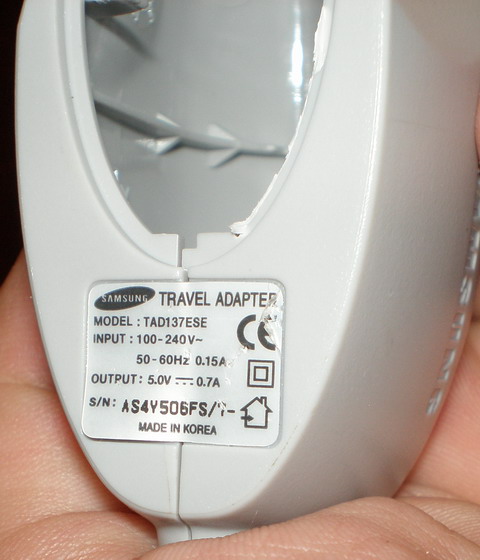 SAMSUNG TRAVEL ADAPTER
MODEL : TAD137ESE
INPUT : 100-240V~
50-60Hz 0.15A
OUTPUT : 5.0V ⎓ 0.7A
S/N:
MADE IN KOREA
CE